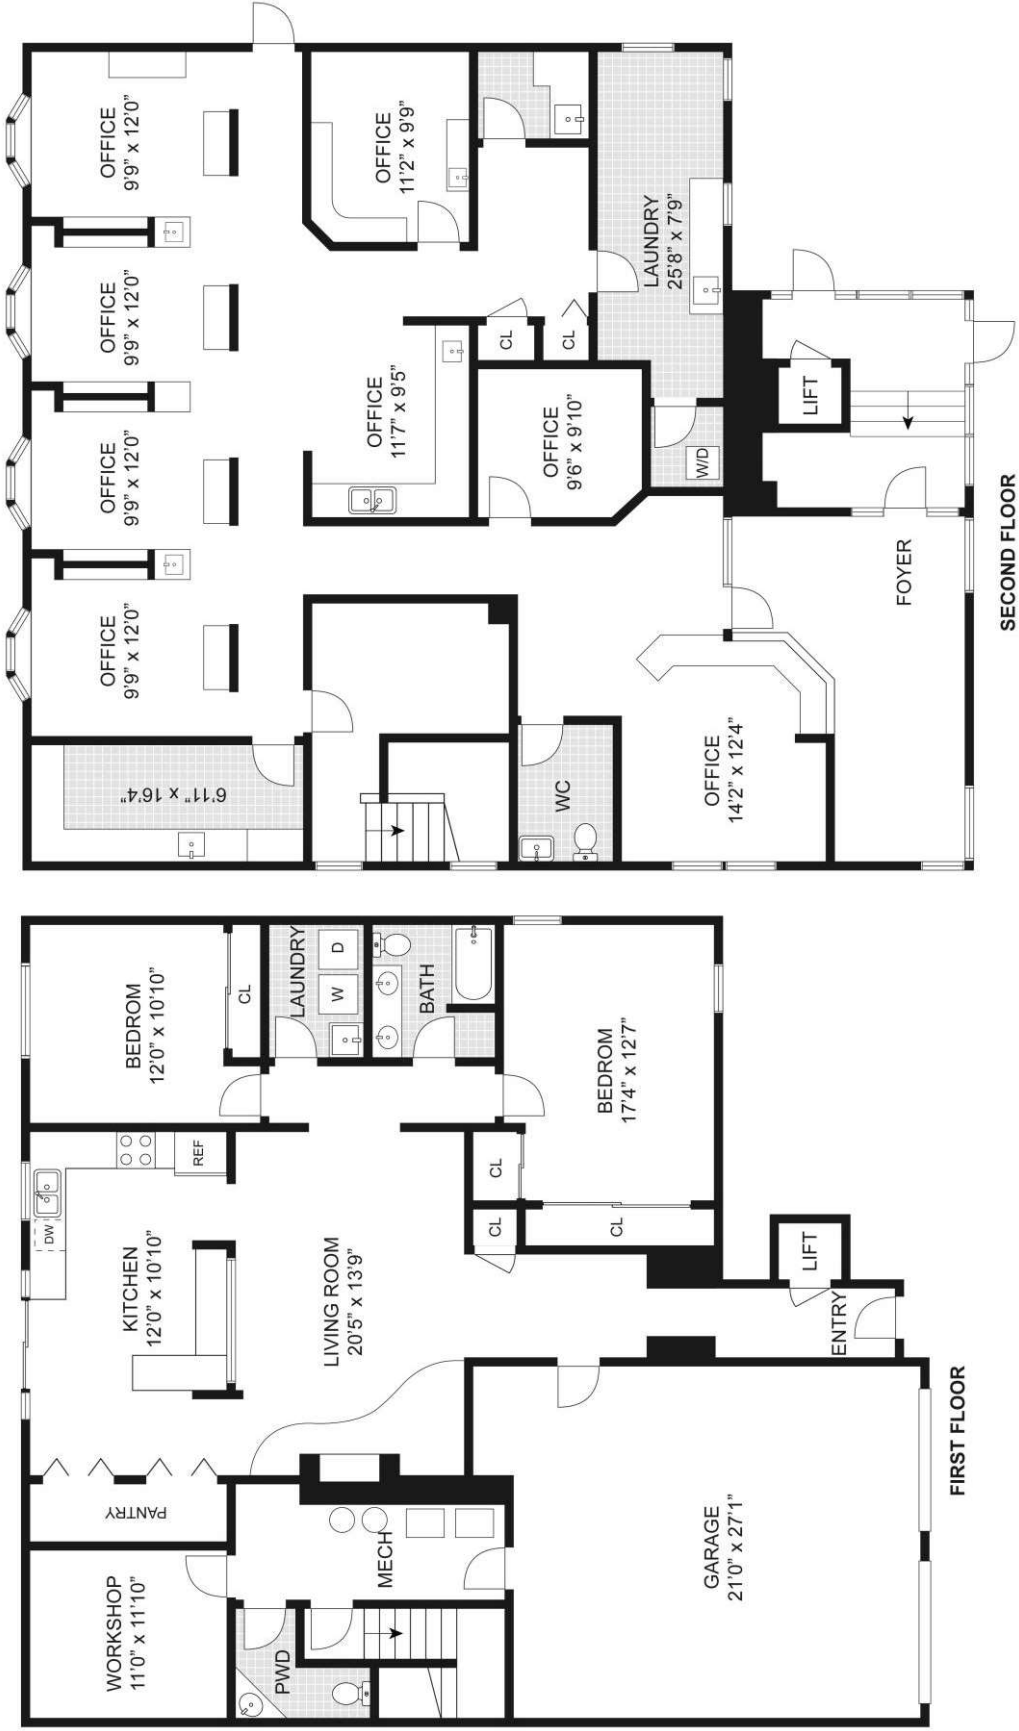 OFFICE
9'9" x 12'0"
OFFICE
9'9" x 12'0"
OFFICE
9'9" x 12'0"
OFFICE
9'9" x 12'0"
6'11" x 16'4"
OFFICE
11'2" x 9'9"
OFFICE
11'7" x 9'5"
CL
CL
OFFICE
9'6" x 9'10"
LAUNDRY
25'8" x 7'9"
W/D
LIFT
FOYER
WC
OFFICE
14'2" x 12'4"
SECOND FLOOR
BEDROOM
12'0" x 10'10"
CL
LAUNDRY
W
D
BATH
BEDROOM
17'4" x 12'7"
CL
CL
CL
REF
DW
KITCHEN
12'0" x 10'10"
LIVING ROOM
20'5" x 13'9"
LIFT
ENTRY
PANTRY
WORKSHOP
11'0" x 11'10"
MECH
PWD
GARAGE
21'0" x 27'1"
FIRST FLOOR